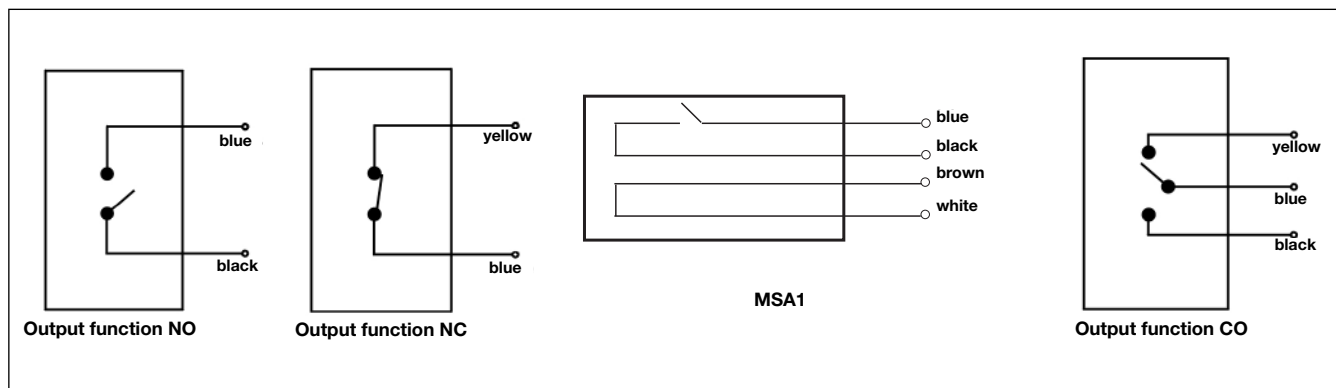 blue
black
Output function NO
yellow
blue
Output function NC
blue
black
brown
white
MSA1
yellow
blue
black
Output function CO